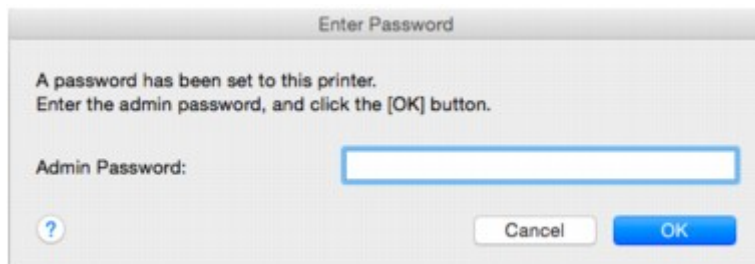 Enter Password
A password has been set to this printer.
Enter the admin password, and click the [OK] button.
Admin Password:
?
Cancel
OK